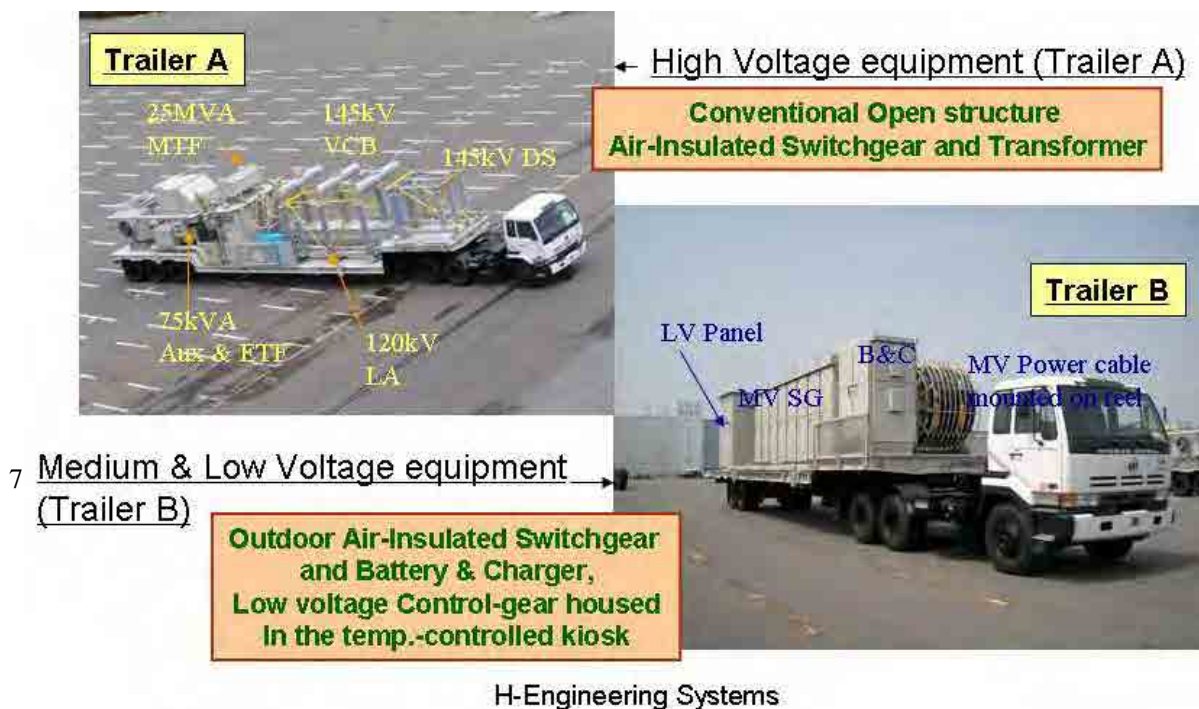 Trailer A
High Voltage equipment (Trailer A)
Conventional Open structure
Air-Insulated Switchgear and Transformer
25MVA
MTF
145kV
VCB
145kV DS
75kVA
Aux & ETF
120kV
LA
Trailer B
LV Panel
B&C
MV SG
MV Power cable
mounted on reel
7
Medium & Low Voltage equipment
(Trailer B)
Outdoor Air-Insulated Switchgear
and Battery & Charger,
Low voltage Control-gear housed
In the temp.-controlled kiosk
H-Engineering Systems